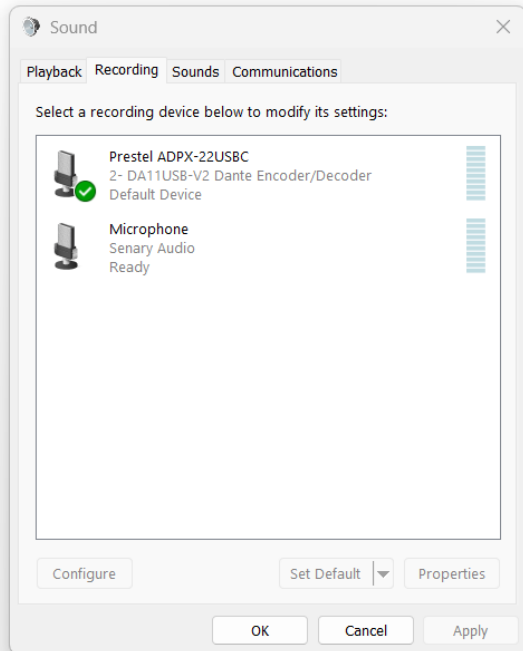 Sound
Playback Recording Sounds Communications
Select a recording device below to modify its settings:
Prestel ADPX-22USBC
2- DA11USB-V2 Dante Encoder/Decoder
Default Device
Microphone
Senary Audio
Ready
Configure Set Default Properties
OK Cancel Apply